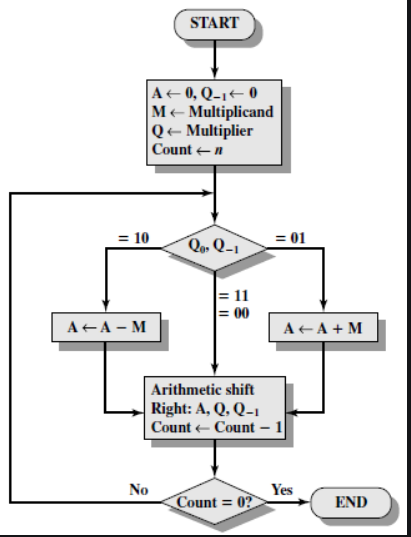 START
A ← 0, Q₋₁ ← 0
M ← Multiplicand
Q ← Multiplier
Count ← n
= 10
Q₀, Q₋₁
= 01
= 11
= 00
A ← A − M
A ← A + M
Arithmetic shift
Right: A, Q, Q₋₁
Count ← Count − 1
No
Count = 0?
Yes
END